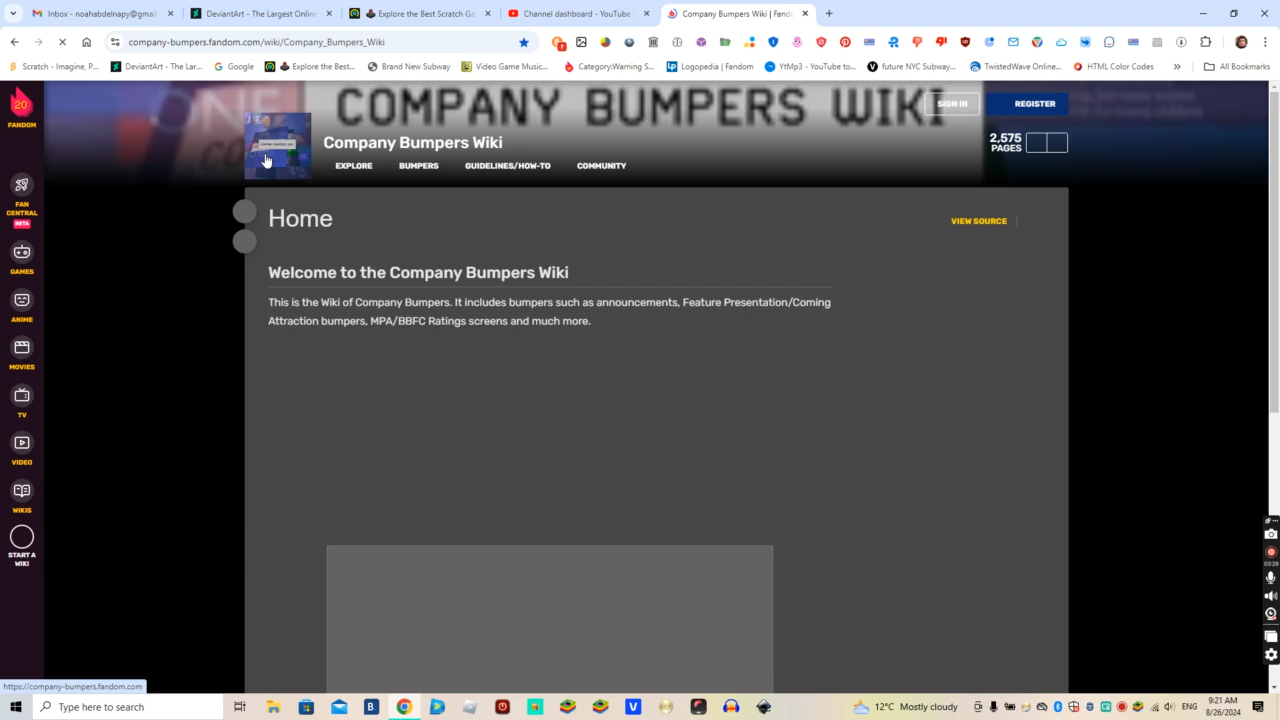 Inbox - noahabdelnapy@gmail
DeviantArt - The Largest Online
Explore the Best Scratch Ga
Channel dashboard - YouTube
Company Bumpers Wiki | Fand
company-bumpers.fandom.com/wiki/Company_Bumpers_Wiki
Scratch - Imagine, P...
DeviantArt - The Lar...
Google
Explore the Best...
Brand New Subway
Video Game Music...
Category:Warning S...
Logopedia | Fandom
YtMp3 - YouTube to...
future NYC Subway...
TwistedWave Online...
HTML Color Codes
»
All Bookmarks
COMPANY BUMPERS WIKI
20
FANDOM
SIGN IN
REGISTER
Company Bumpers Wiki
2,575
PAGES
EXPLORE
BUMPERS
GUIDELINES/HOW-TO
COMMUNITY
FAN
CENTRAL
BETA
GAMES
ANIME
MOVIES
TV
VIDEO
WIKIS
START A
WIKI
Home
VIEW SOURCE
Welcome to the Company Bumpers Wiki
This is the Wiki of Company Bumpers. It includes bumpers such as announcements, Feature Presentation/Coming
Attraction bumpers, MPA/BBFC Ratings screens and much more.
https://company-bumpers.fandom.com
Type here to search
12°C Mostly cloudy
9:21 AM
8/26/2024